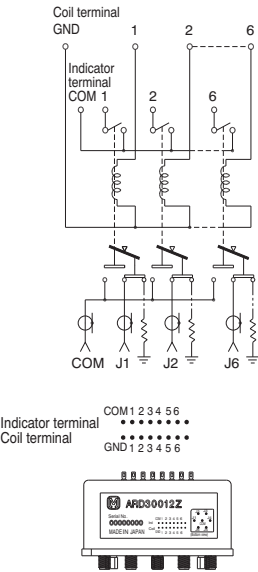 Coil terminal
GND 1 2 6
Indicator
terminal
COM 1 2 6
COM J1 J2 J6
COM 1 2 3 4 5 6
Indicator terminal
Coil terminal
GND 1 2 3 4 5 6
ARD30012Z
Serial No.
00000000
MADE IN JAPAN